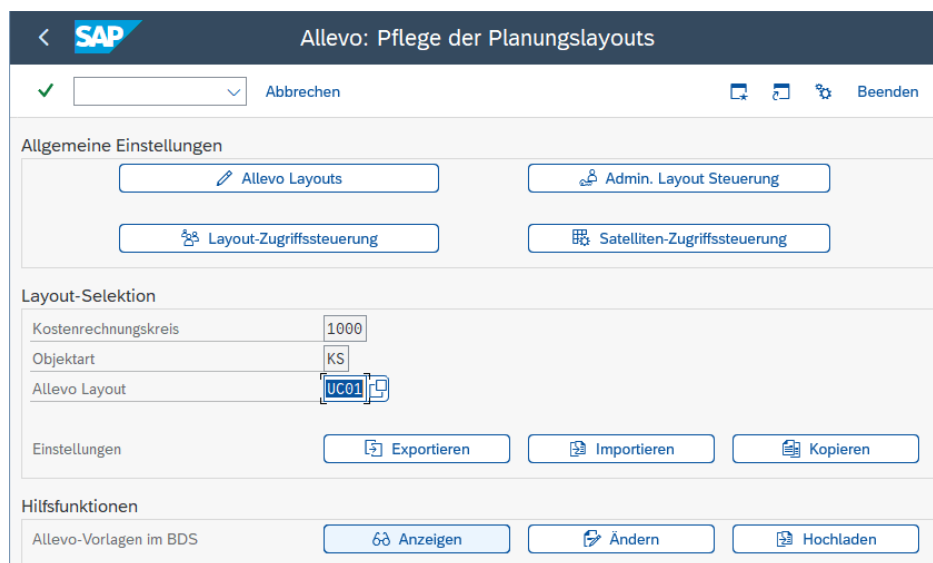 SAP Allevo: Pflege der Planungslayouts
Abbrechen Beenden
Allgemeine Einstellungen
Allevo Layouts Admin. Layout Steuerung
Layout-Zugriffssteuerung Satelliten-Zugriffssteuerung
Layout-Selektion
Kostenrechnungskreis 1000
Objektart KS
Allevo Layout UC01
Einstellungen Exportieren Importieren Kopieren
Hilfsfunktionen
Allevo-Vorlagen im BDS Anzeigen Ändern Hochladen